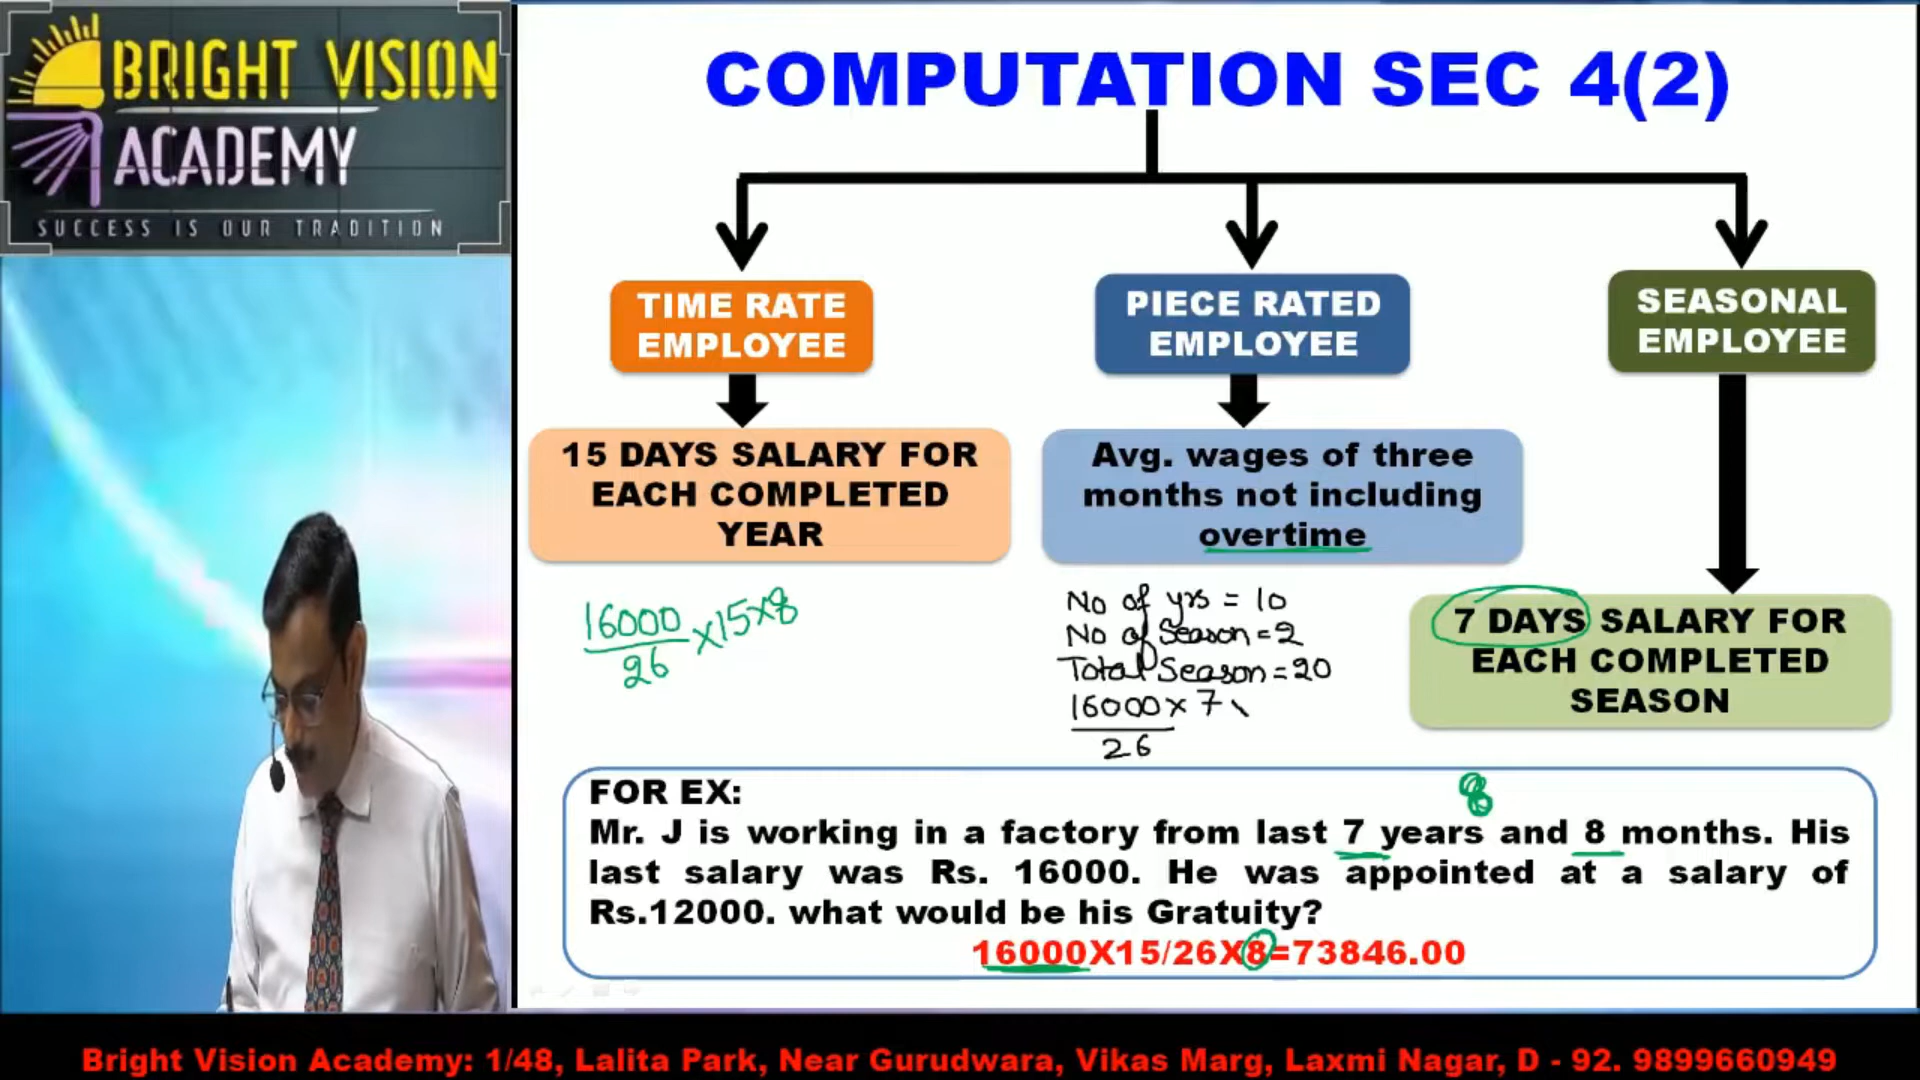 BRIGHT VISION
ACADEMY
SUCCESS IS OUR TRADITION
COMPUTATION SEC 4(2)
TIME RATE
EMPLOYEE
PIECE RATED
EMPLOYEE
SEASONAL
EMPLOYEE
15 DAYS SALARY FOR
EACH COMPLETED
YEAR
Avg. wages of three
months not including
overtime
7 DAYS SALARY FOR
EACH COMPLETED
SEASON
16000
26
x15x8
No of yrs = 10
No of Season = 2
Total Season = 20
16000 x 7
26
FOR EX:
8
Mr. J is working in a factory from last 7 years and 8 months. His
last salary was Rs. 16000. He was appointed at a salary of
Rs.12000. what would be his Gratuity?
16000X15/26X8=73846.00
Bright Vision Academy: 1/48, Lalita Park, Near Gurudwara, Vikas Marg, Laxmi Nagar, D - 92. 9899660949